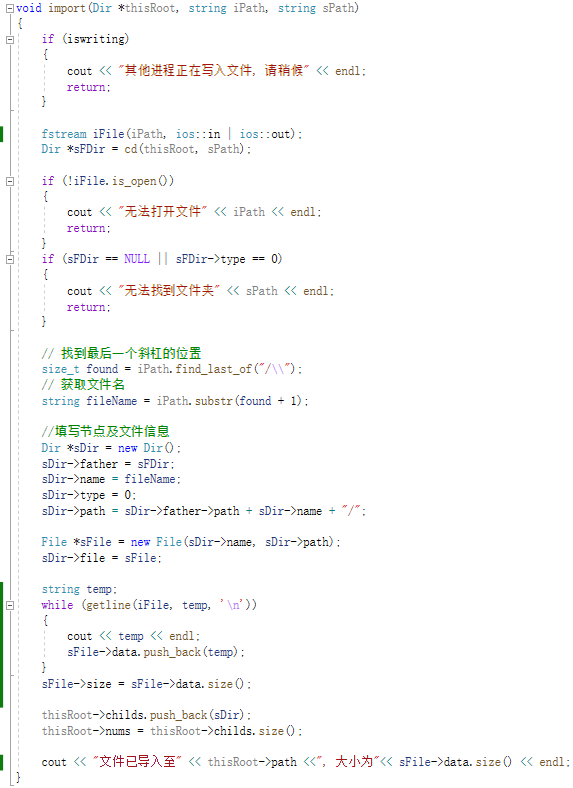 void import(Dir *thisRoot, string iPath, string sPath)
{
    if (iswriting)
    {
        cout << "其他进程正在写入文件, 请稍候" << endl;
        return;
    }

    fstream iFile(iPath, ios::in | ios::out);
    Dir *sFDir = cd(thisRoot, sPath);

    if (!iFile.is_open())
    {
        cout << "无法打开文件" << iPath << endl;
        return;
    }
    if (sFDir == NULL || sFDir->type == 0)
    {
        cout << "无法找到文件夹" << sPath << endl;
        return;
    }

    // 找到最后一个斜杠的位置
    size_t found = iPath.find_last_of("/\\");
    // 获取文件名
    string fileName = iPath.substr(found + 1);

    //填写节点及文件信息
    Dir *sDir = new Dir();
    sDir->father = sFDir;
    sDir->name = fileName;
    sDir->type = 0;
    sDir->path = sDir->father->path + sDir->name + "/";

    File *sFile = new File(sDir->name, sDir->path);
    sDir->file = sFile;

    string temp;
    while (getline(iFile, temp, '\n'))
    {
        cout << temp << endl;
        sFile->data.push_back(temp);
    }
    sFile->size = sFile->data.size();

    thisRoot->childs.push_back(sDir);
    thisRoot->nums = thisRoot->childs.size();

    cout << "文件已导入至" << thisRoot->path <<", 大小为"<< sFile->data.size() << endl;
}